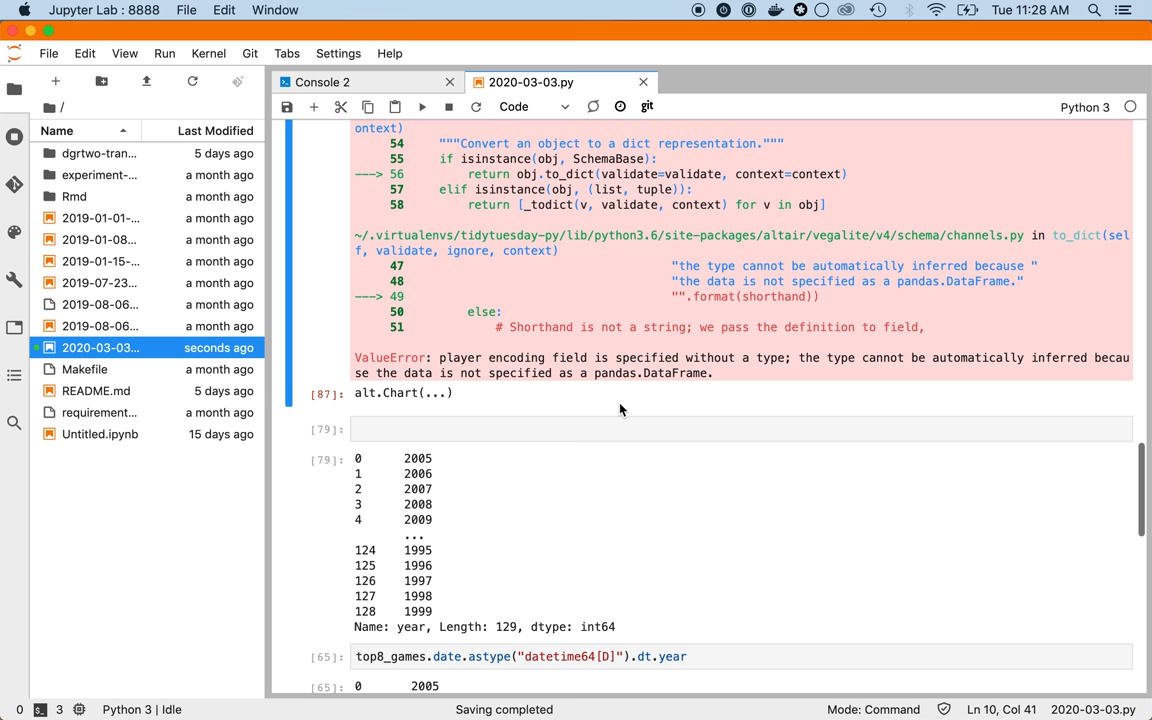 Jupyter Lab : 8888 File Edit Window Tue 11:28 AM
File Edit View Run Kernel Git Tabs Settings Help
Console 2 2020-03-03.py
Code git Python 3
/
Name Last Modified
dgrtwo-tran... 5 days ago
experiment-... a month ago
Rmd a month ago
2019-01-01-... a month ago
2019-01-08... a month ago
2019-01-15-... a month ago
2019-07-23... a month ago
2019-08-06... a month ago
2019-08-06... a month ago
2020-03-03... seconds ago
Makefile a month ago
README.md 5 days ago
requirement... a month ago
Untitled.ipynb 15 days ago
ontext)
54 """Convert an object to a dict representation."""
55 if isinstance(obj, SchemaBase):
---> 56 return obj.to_dict(validate=validate, context=context)
57 elif isinstance(obj, (list, tuple)):
58 return [_todict(v, validate, context) for v in obj]
~/.virtualenvs/tidytuesday-py/lib/python3.6/site-packages/altair/vegalite/v4/schema/channels.py in to_dict(sel
f, validate, ignore, context)
47 "the type cannot be automatically inferred because "
48 "the data is not specified as a pandas.DataFrame."
---> 49 "".format(shorthand))
50 else:
51 # Shorthand is not a string; we pass the definition to field,
ValueError: player encoding field is specified without a type; the type cannot be automatically inferred becau
se the data is not specified as a pandas.DataFrame.
[87]: alt.Chart(...)
[79]:
[79]: 0 2005
1 2006
2 2007
3 2008
4 2009
...
124 1995
125 1996
126 1997
127 1998
128 1999
Name: year, Length: 129, dtype: int64
[65]: top8_games.date.astype("datetime64[D]").dt.year
[65]: 0 2005
0 $_ 3 Python 3 | Idle Saving completed Mode: Command Ln 10, Col 41 2020-03-03.py